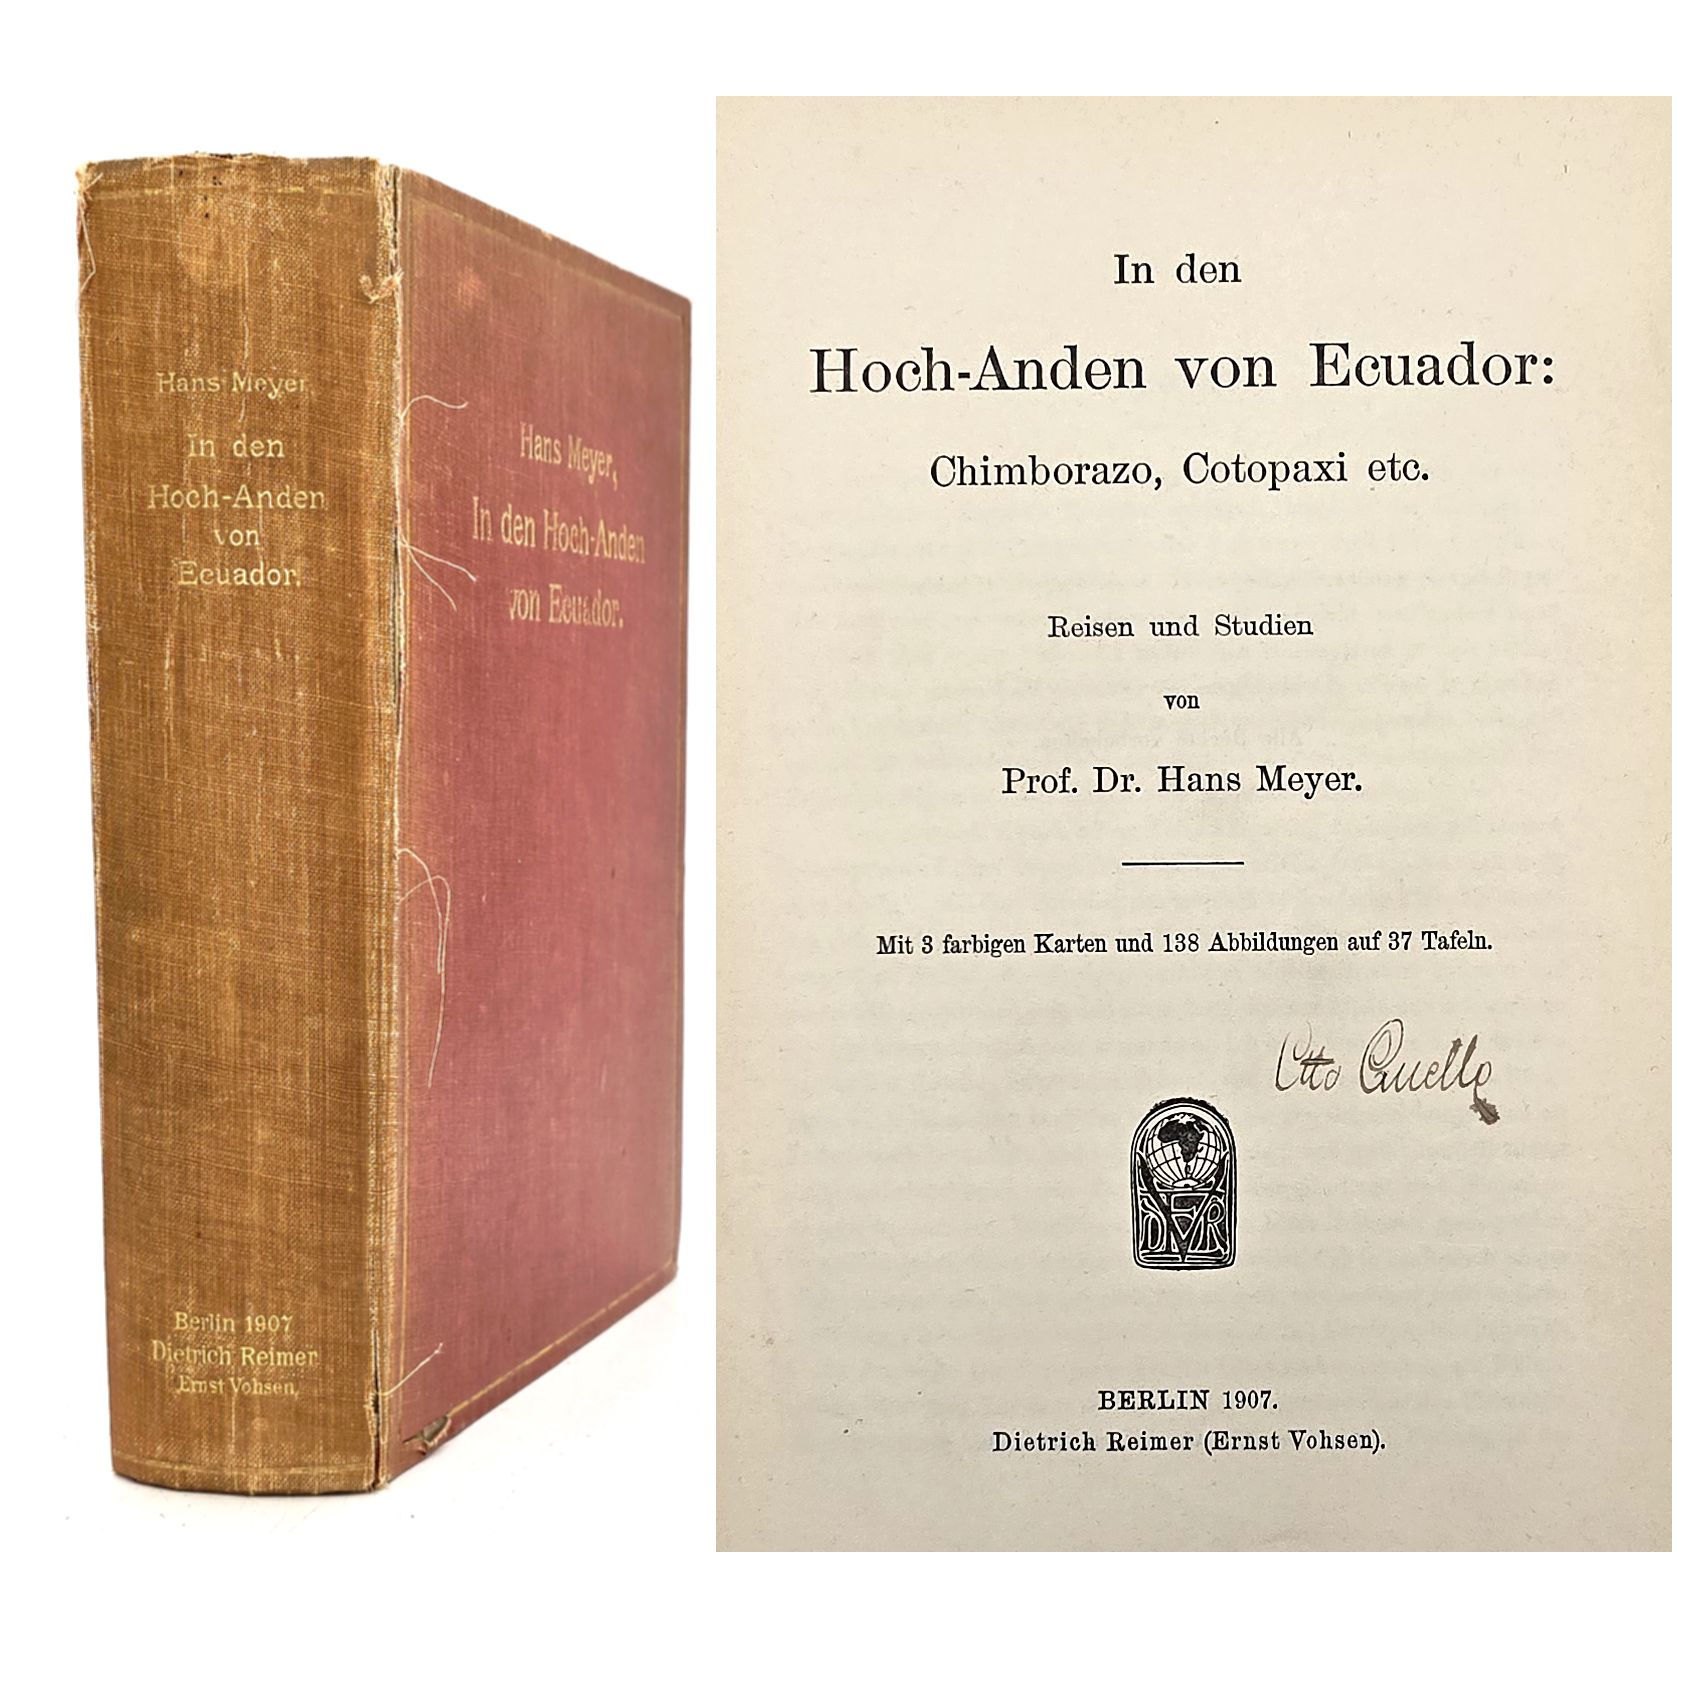 Hans Meyer,
In den
Hoch-Anden
von
Ecuador.
Berlin 1907
Dietrich Reimer
Ernst Vohsen,
Hans Meyer,
In den Hoch-Anden
von Ecuador.
In den
Hoch-Anden von Ecuador:
Chimborazo, Cotopaxi etc.
Reisen und Studien
von
Prof. Dr. Hans Meyer.
Mit 3 farbigen Karten und 138 Abbildungen auf 37 Tafeln.
Otto Quelle
DEVR
BERLIN 1907.
Dietrich Reimer (Ernst Vohsen).